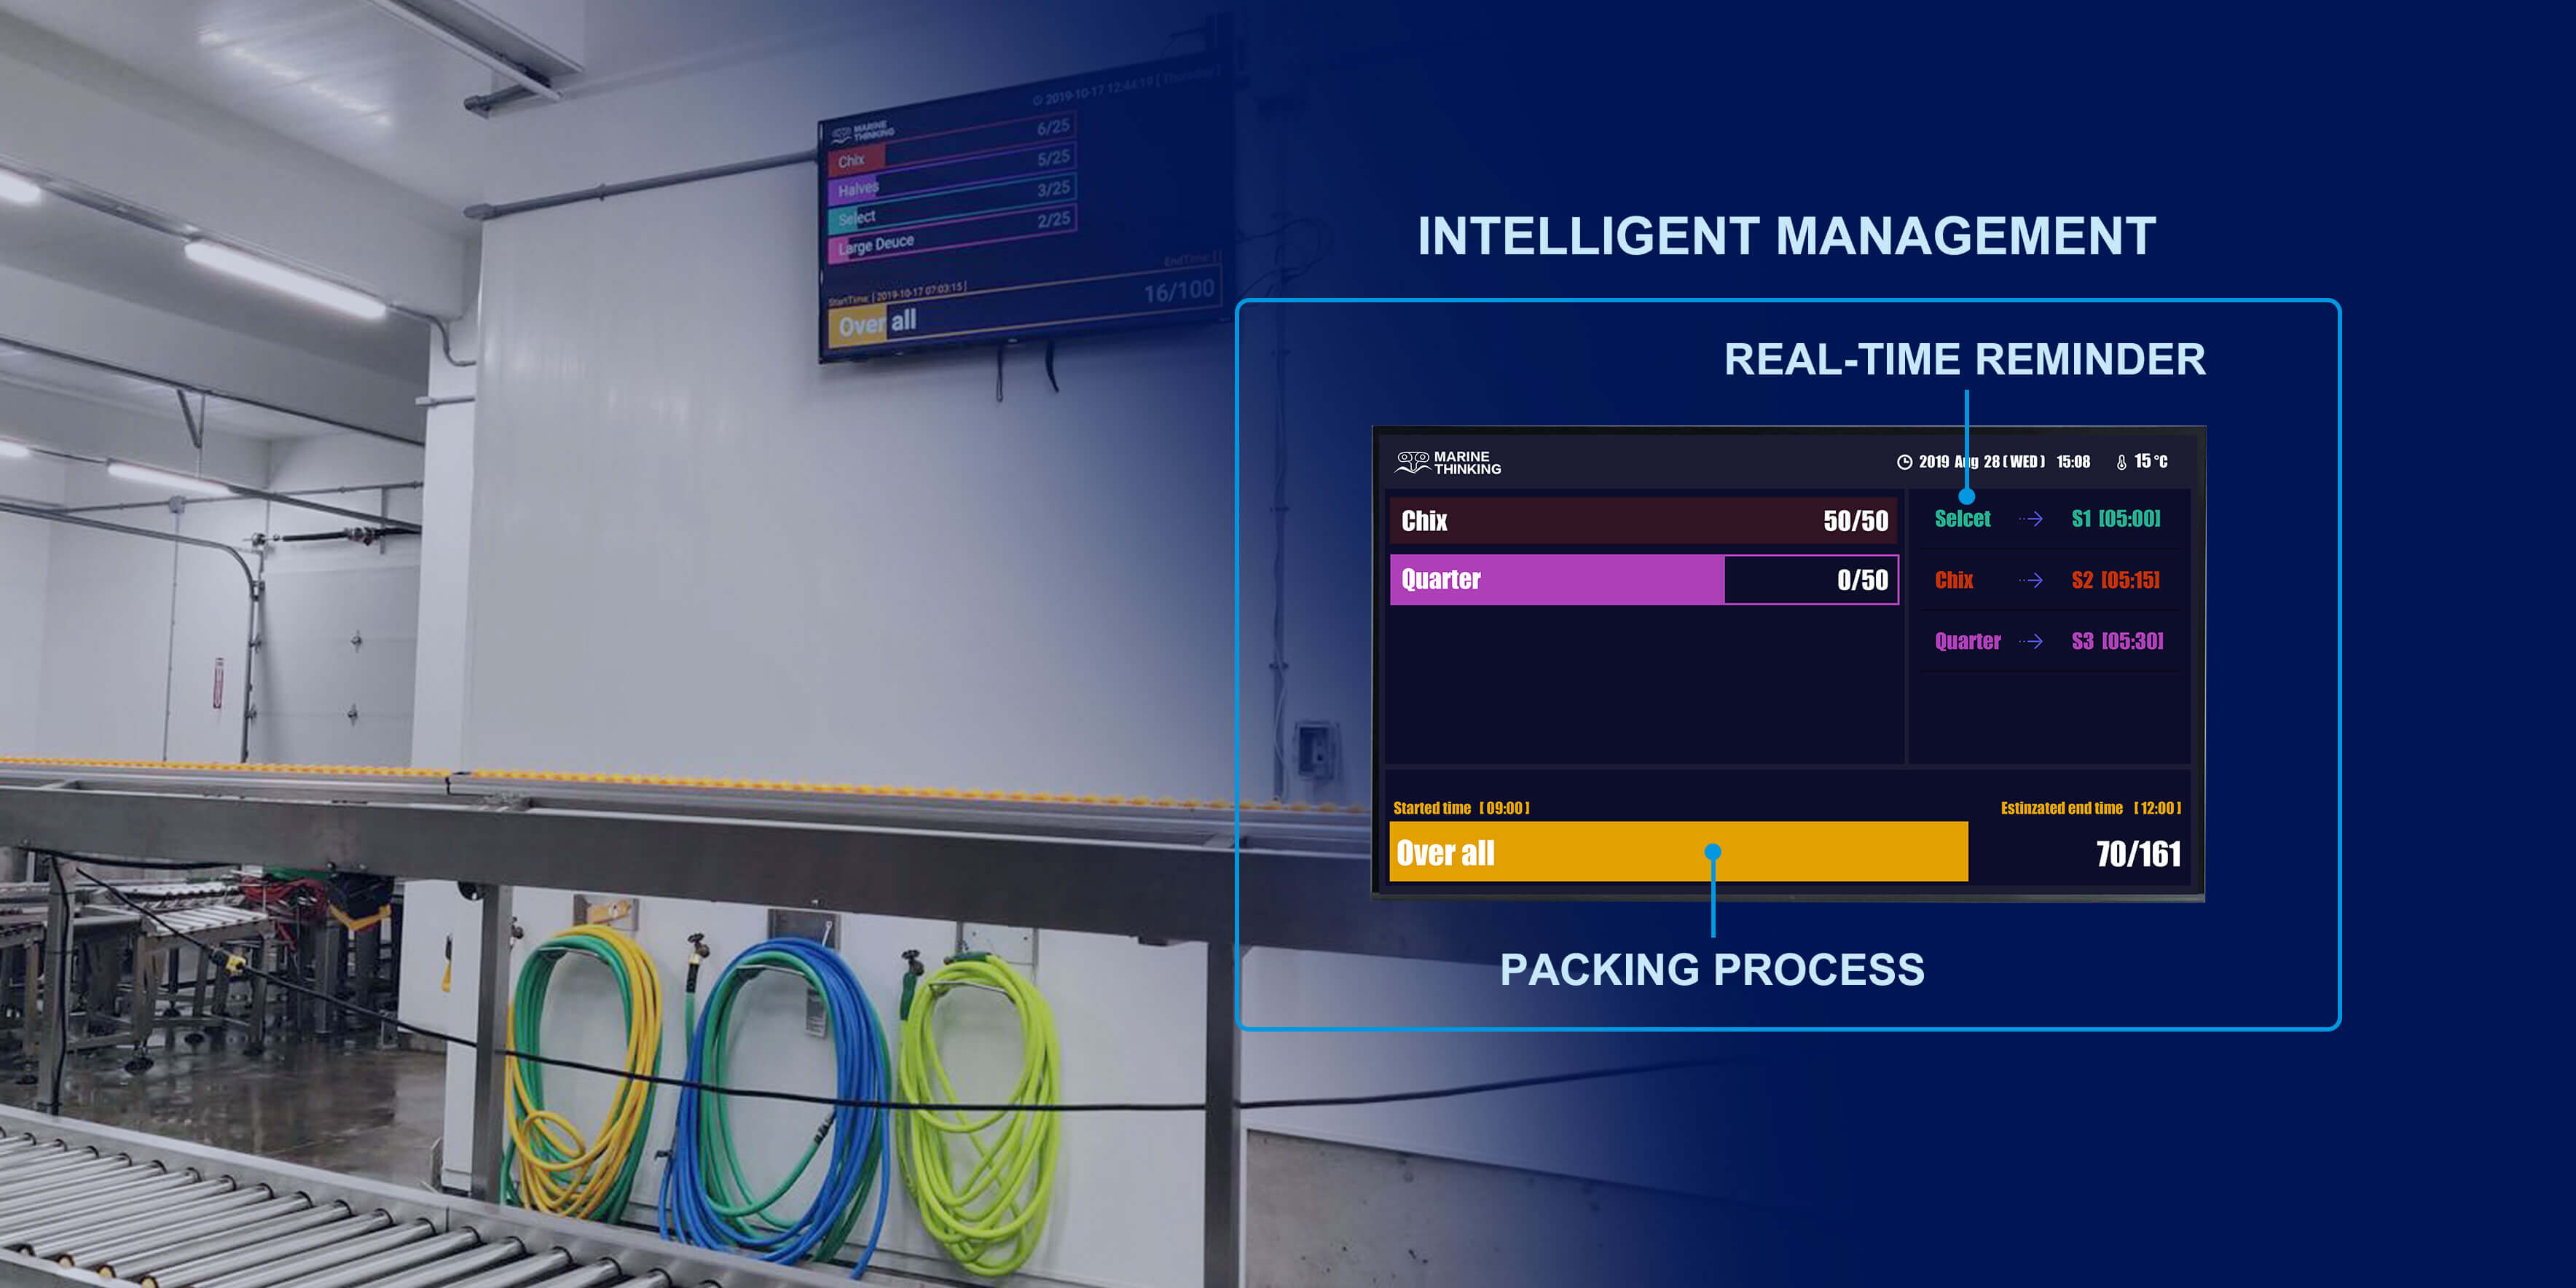 2019-10-17 12:44:19 [ Thursday ]
MARINE
THINKING
6/25
Chix
5/25
Halves
3/25
Select
2/25
Large Deuce
EndTime: [ ]
StartTime: [ 2019-10-17 07:03:15 ]
16/100
Over all
INTELLIGENT MANAGEMENT
REAL-TIME REMINDER
MARINE
THINKING
2019 Aug 28 ( WED ) 15:08 15 °C
Chix 50/50
Quarter 0/50
Selcet S1 [05:00]
Chix S2 [05:15]
Quarter S3 [05:30]
Started time [ 09:00 ]
Estinzated end time [ 12:00 ]
Over all 70/161
PACKING PROCESS